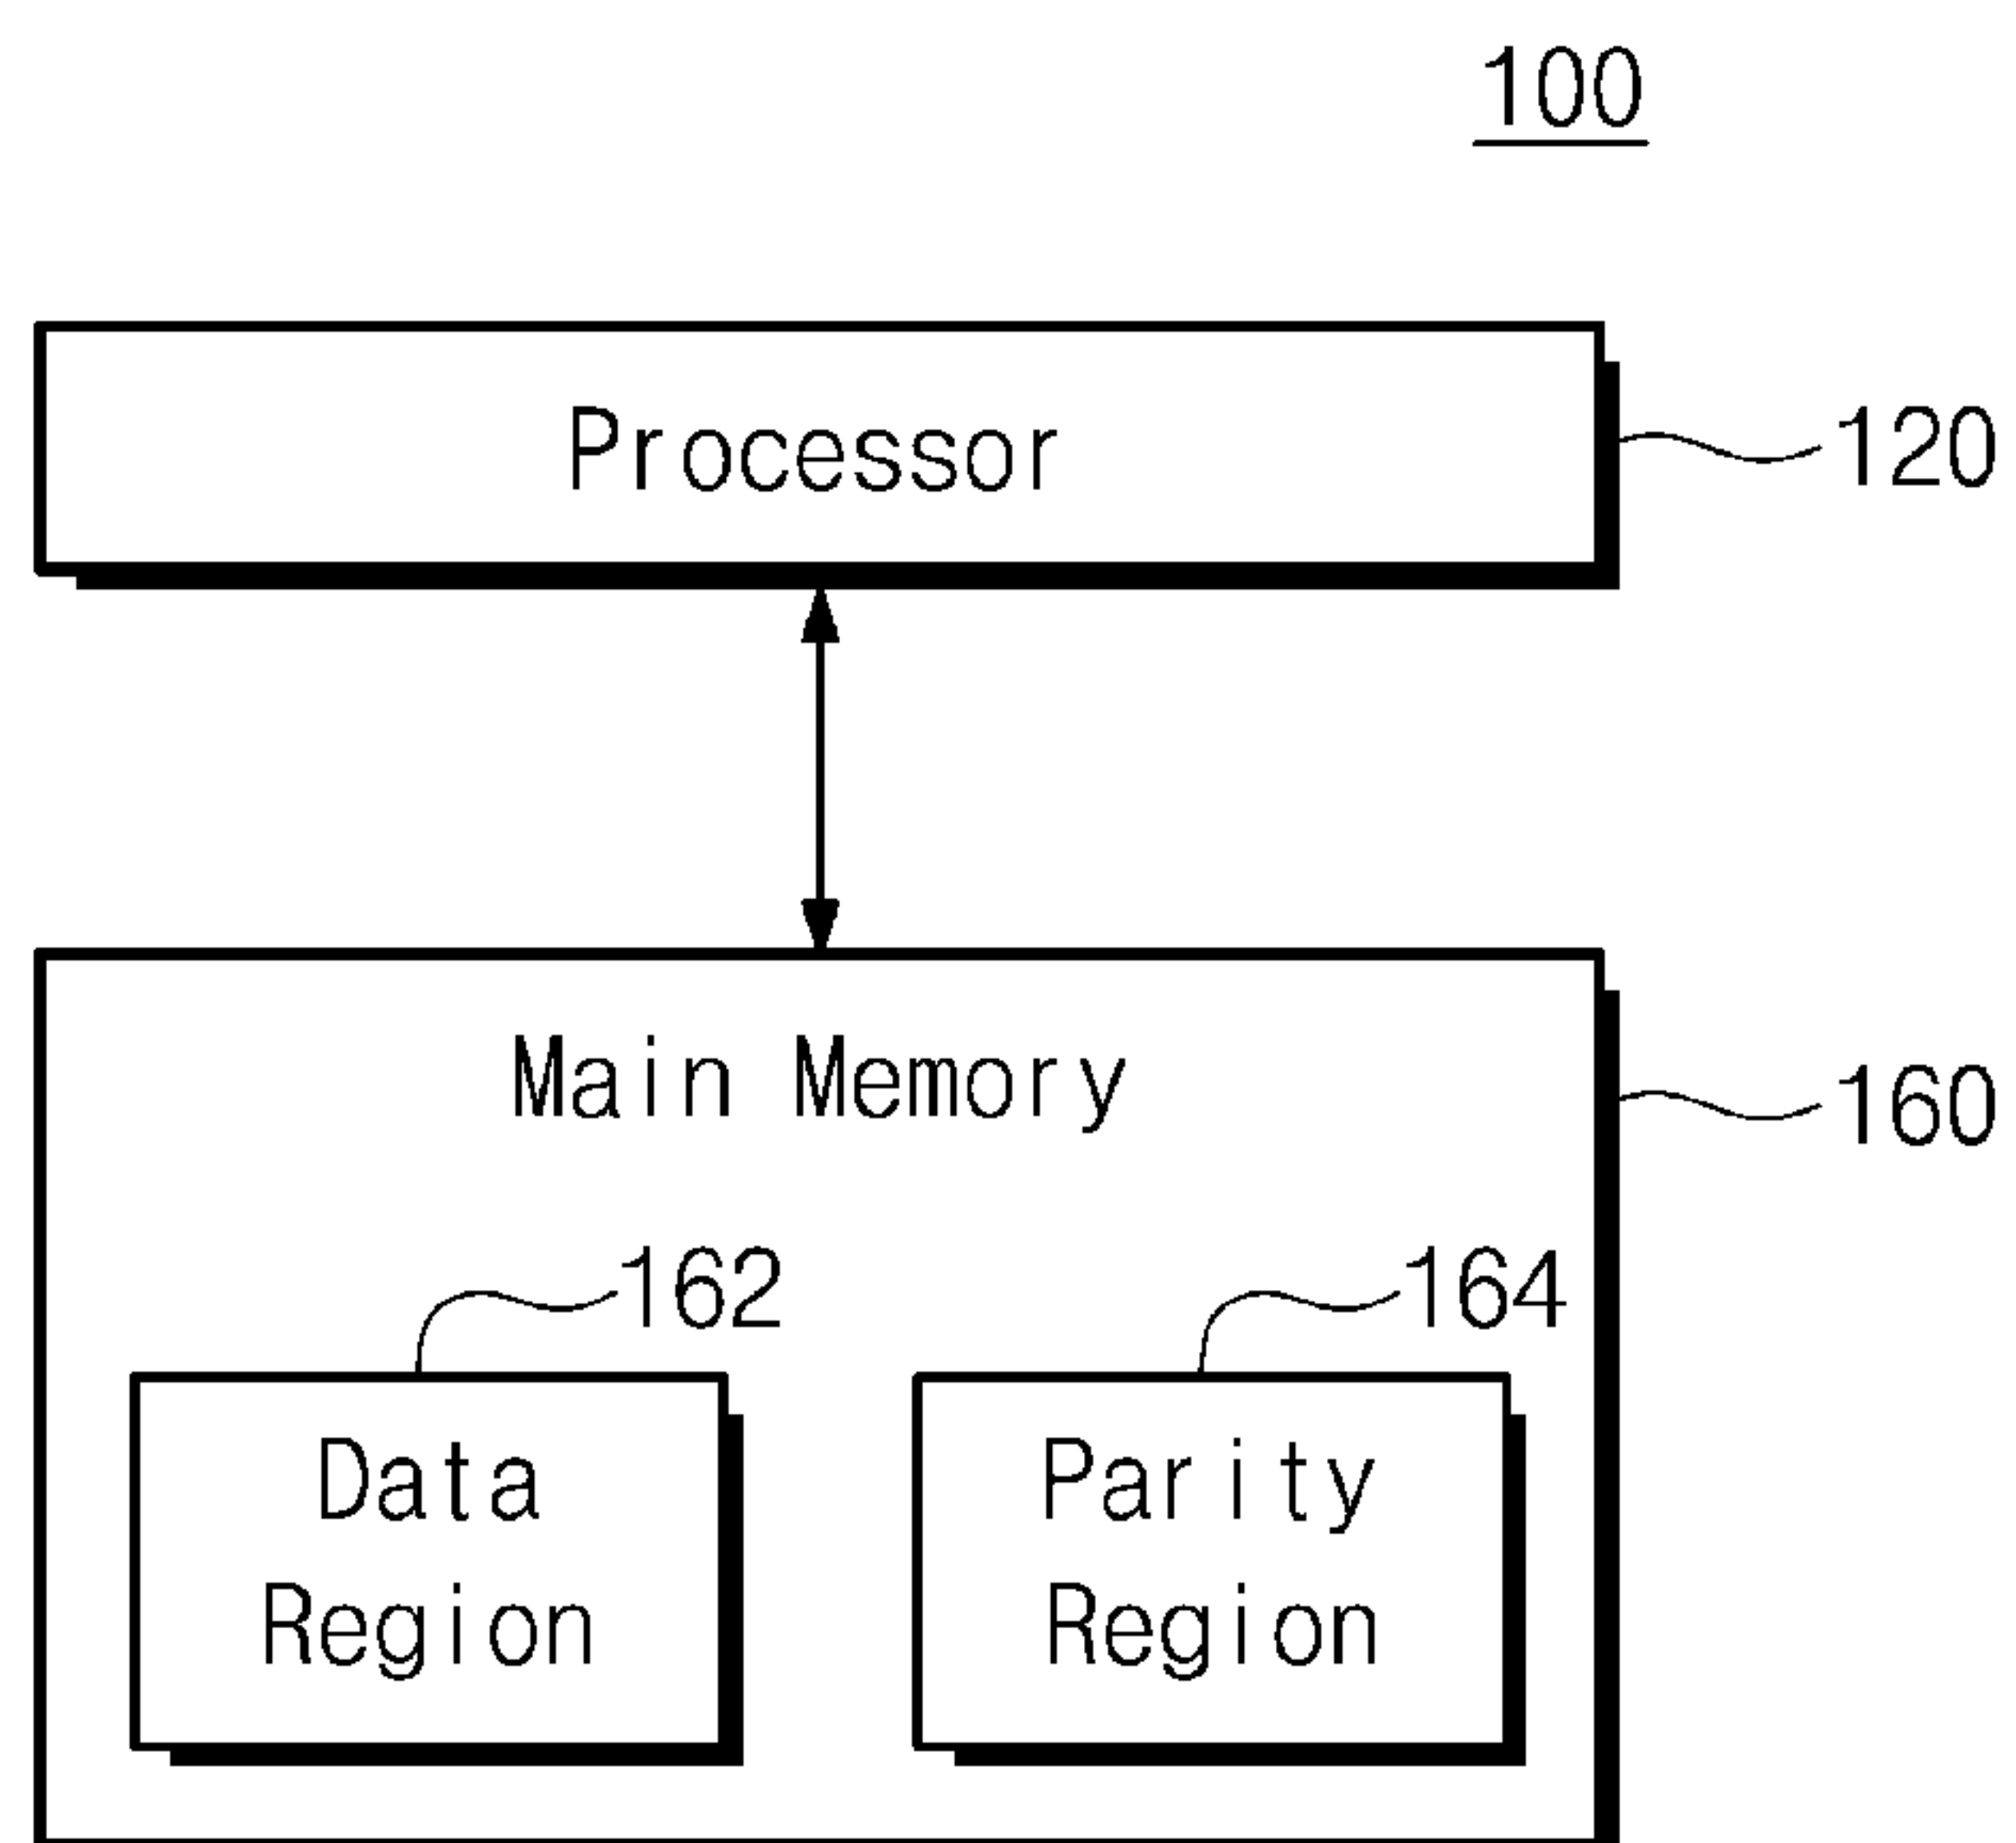 100
Processor
120
Main Memory
160
162
164
Data
Region
Parity
Region